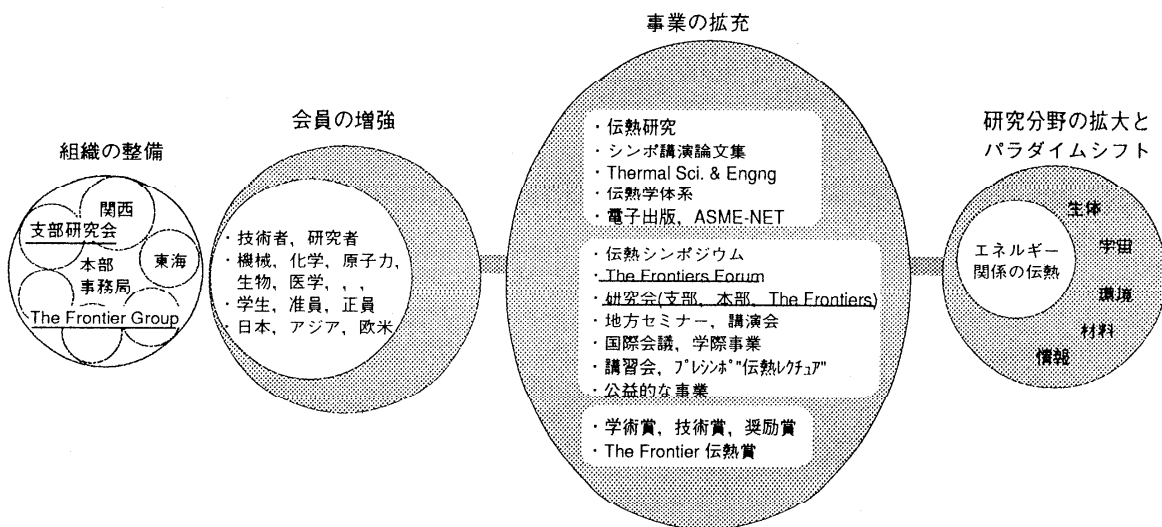 組織の整備
関西
支部研究会
本部
事務局
東海
The Frontier Group
会員の増強
・技術者，研究者
・機械，化学，原子力，
生物，医学，，，
・学生，准員，正員
・日本，アジア，欧米
事業の拡充
・伝熱研究
・シンポ講演論文集
・Thermal Sci. & Engng
・伝熱学体系
・電子出版，ASME-NET
・伝熱シンポジウム
・The Frontiers Forum
・研究会(支部，本部，The Frontiers)
・地方セミナー，講演会
・国際会議，学際事業
・講習会，ﾌﾟﾚｼﾝﾎﾟ"伝熱ﾚｸﾁｭｱ"
・公益的な事業
・学術賞，技術賞，奨励賞
・The Frontier 伝熱賞
研究分野の拡大と
パラダイムシフト
エネルギー
関係の伝熱
生体
宇宙
環境
材料
情報